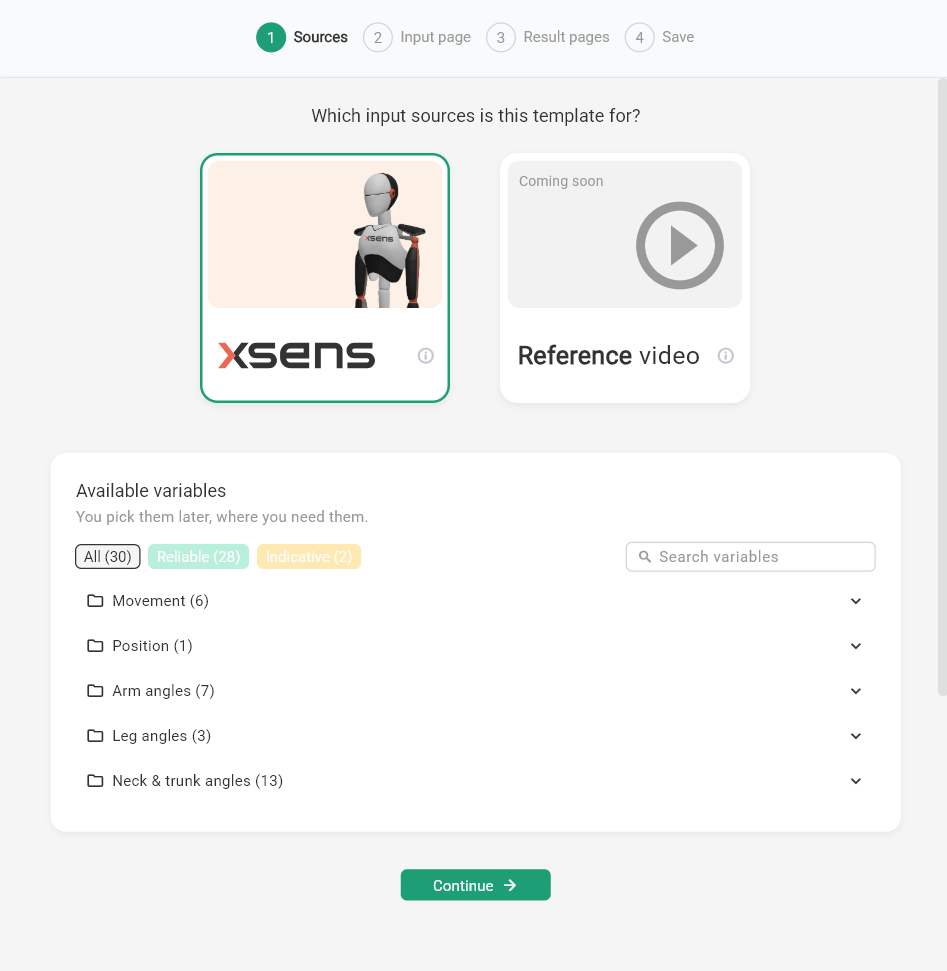 1 Sources 2 Input page 3 Result pages 4 Save
Which input sources is this template for?
xsens
xsens
Coming soon
Reference video
Available variables
You pick them later, where you need them.
All (30) Reliable (28) Indicative (2) Search variables
Movement (6)
Position (1)
Arm angles (7)
Leg angles (3)
Neck & trunk angles (13)
Continue